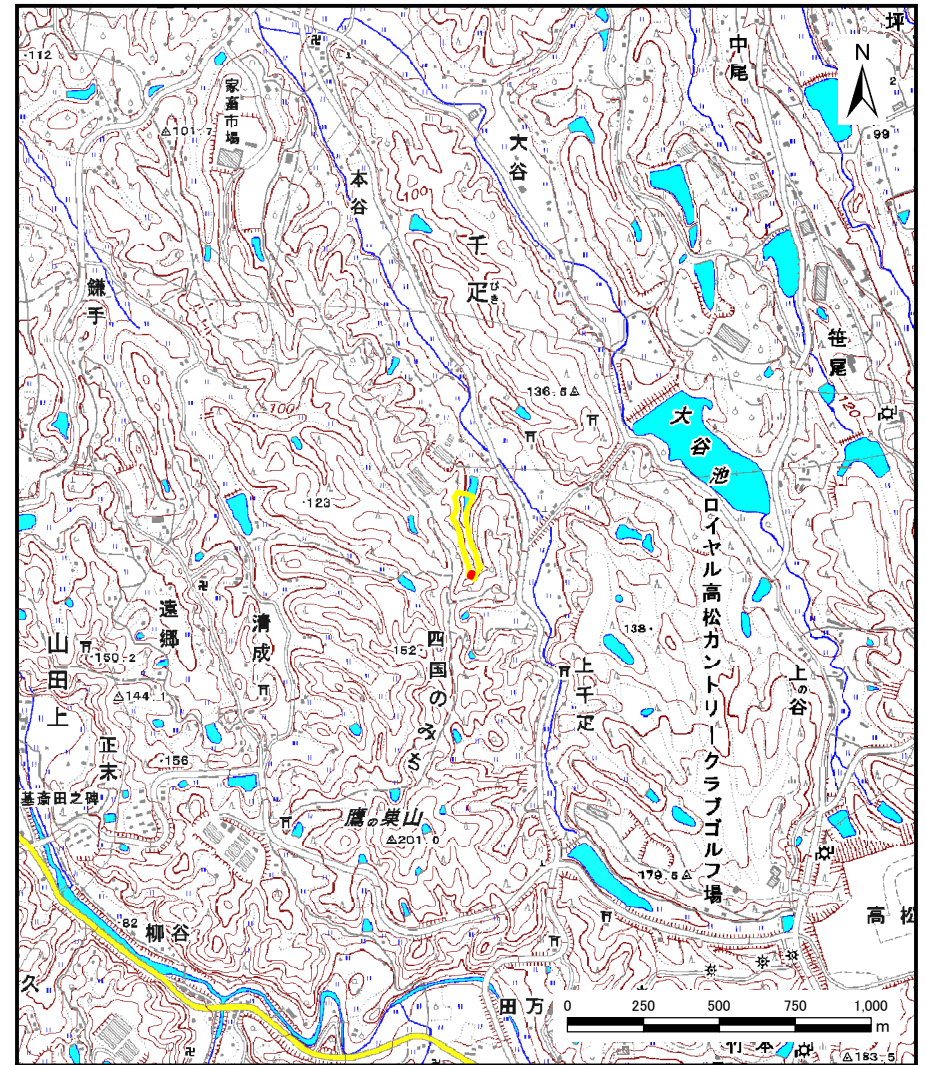 坪
中尾
N
・112
2
家畜市場
△101.7
99
大谷
本谷
100
千疋
びき
鎌手
笹尾
136.5△
120
100
大谷池
・123
ロイヤル高松カントリークラブゴルフ場
遠郷
清成
山田上
四国のみち
138・
152・
・150.2
上の谷
上千疋
△144.1
正末
・156
基斎田之碑
鷹の巣山
△201.0
179.5△
高松
・82
柳谷
久
田万
0 250 500 750 1,000
m
竹本
△183.5